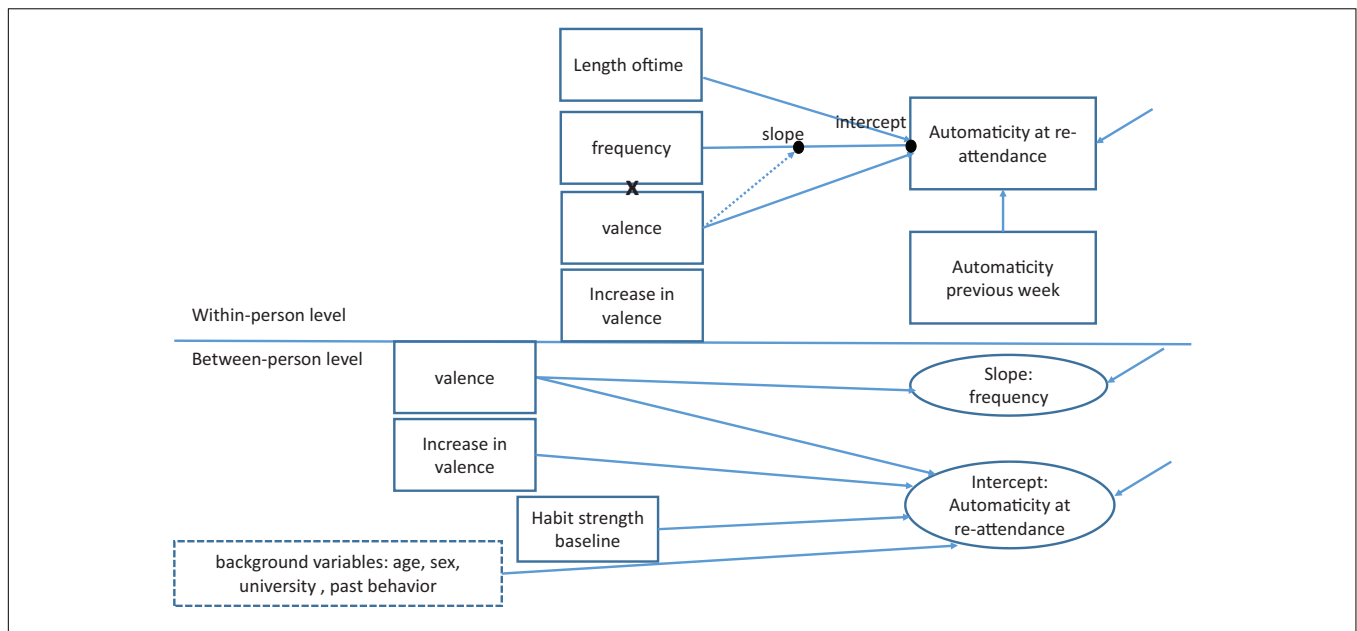 Length oftime
frequency
X
valence
Increase in
valence
slope
intercept
Automaticity at re-
attendance
Automaticity
previous week
Within-person level
Between-person level
valence
Increase in
valence
Habit strength
baseline
background variables: age, sex,
university , past behavior
Slope:
frequency
Intercept:
Automaticity at
re-attendance